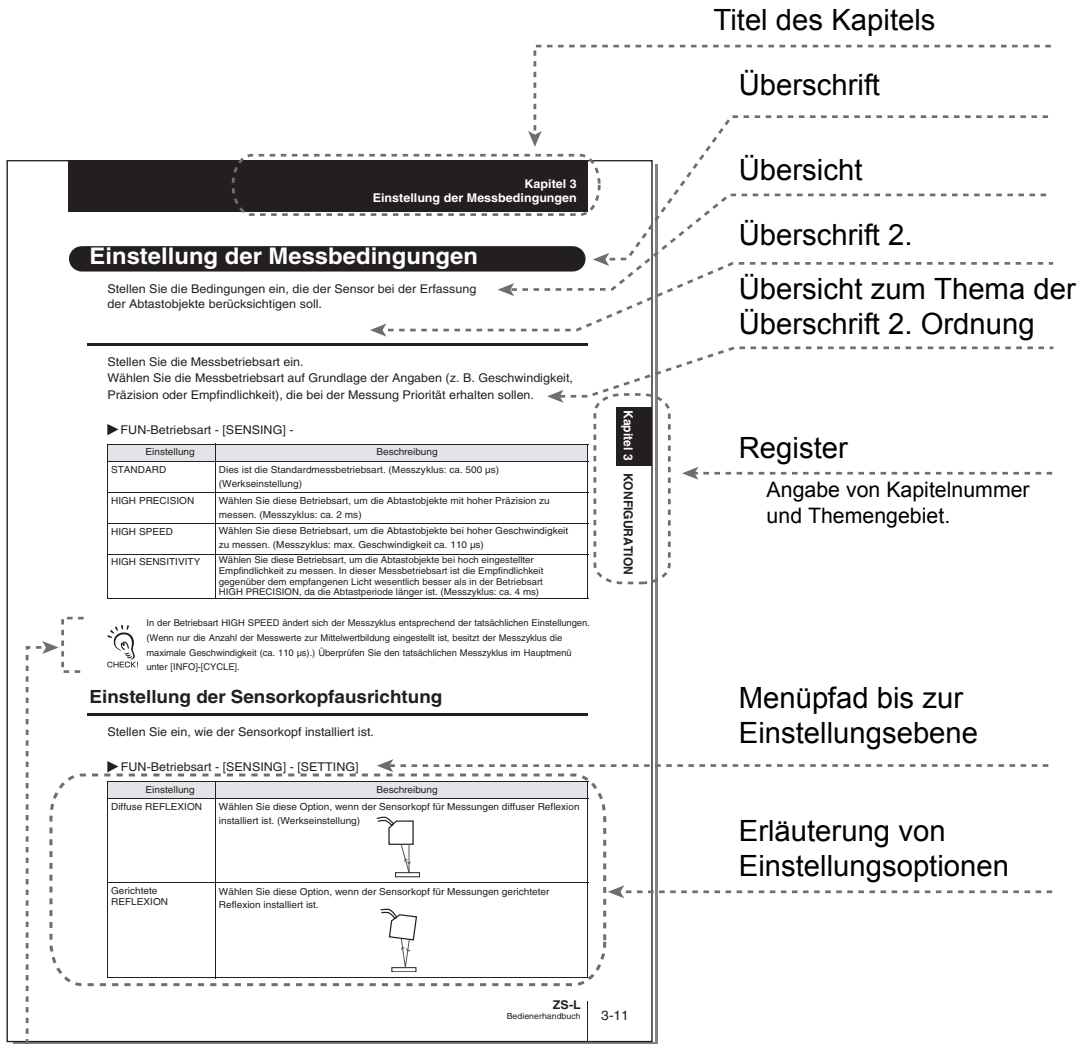 Titel des Kapitels
Überschrift
Übersicht
Überschrift 2.
Übersicht zum Thema der
Überschrift 2. Ordnung
Register
Angabe von Kapitelnummer
und Themengebiet.
Menüpfad bis zur
Einstellungsebene
Erläuterung von
Einstellungsoptionen
Kapitel 3
Einstellung der Messbedingungen
Einstellung der Messbedingungen
Stellen Sie die Bedingungen ein, die der Sensor bei der Erfassung
der Abtastobjekte berücksichtigen soll.
Stellen Sie die Messbetriebsart ein.
Wählen Sie die Messbetriebsart auf Grundlage der Angaben (z. B. Geschwindigkeit,
Präzision oder Empfindlichkeit), die bei der Messung Priorität erhalten sollen.
Kapitel 3 KONFIGURATION
▶FUN-Betriebsart - [SENSING] -
Einstellung Beschreibung
STANDARD Dies ist die Standardmessbetriebsart. (Messzyklus: ca. 500 µs)
(Werkseinstellung)
HIGH PRECISION Wählen Sie diese Betriebsart, um die Abtastobjekte mit hoher Präzision zu
messen. (Messzyklus: ca. 2 ms)
HIGH SPEED Wählen Sie diese Betriebsart, um die Abtastobjekte bei hoher Geschwindigkeit
zu messen. (Messzyklus: max. Geschwindigkeit ca. 110 µs)
HIGH SENSITIVITY Wählen Sie diese Betriebsart, um die Abtastobjekte bei hoch eingestellter
Empfindlichkeit zu messen. In dieser Messbetriebsart ist die Empfindlichkeit
gegenüber dem empfangenen Licht wesentlich besser als in der Betriebsart
HIGH PRECISION, da die Abtastperiode länger ist. (Messzyklus: ca. 4 ms)
In der Betriebsart HIGH SPEED ändert sich der Messzyklus entsprechend der tatsächlichen Einstellungen.
(Wenn nur die Anzahl der Messwerte zur Mittelwertbildung eingestellt ist, besitzt der Messzyklus die
maximale Geschwindigkeit (ca. 110 µs).) Überprüfen Sie den tatsächlichen Messzyklus im Hauptmenü
CHECK! unter [INFO]-[CYCLE].
Einstellung der Sensorkopfausrichtung
Stellen Sie ein, wie der Sensorkopf installiert ist.
▶FUN-Betriebsart - [SENSING] - [SETTING]
Einstellung Beschreibung
Diffuse REFLEXION Wählen Sie diese Option, wenn der Sensorkopf für Messungen diffuser Reflexion
installiert ist. (Werkseinstellung)
Gerichtete Wählen Sie diese Option, wenn der Sensorkopf für Messungen gerichteter
REFLEXION Reflexion installiert ist.
ZS-L
Bedienerhandbuch
3-11